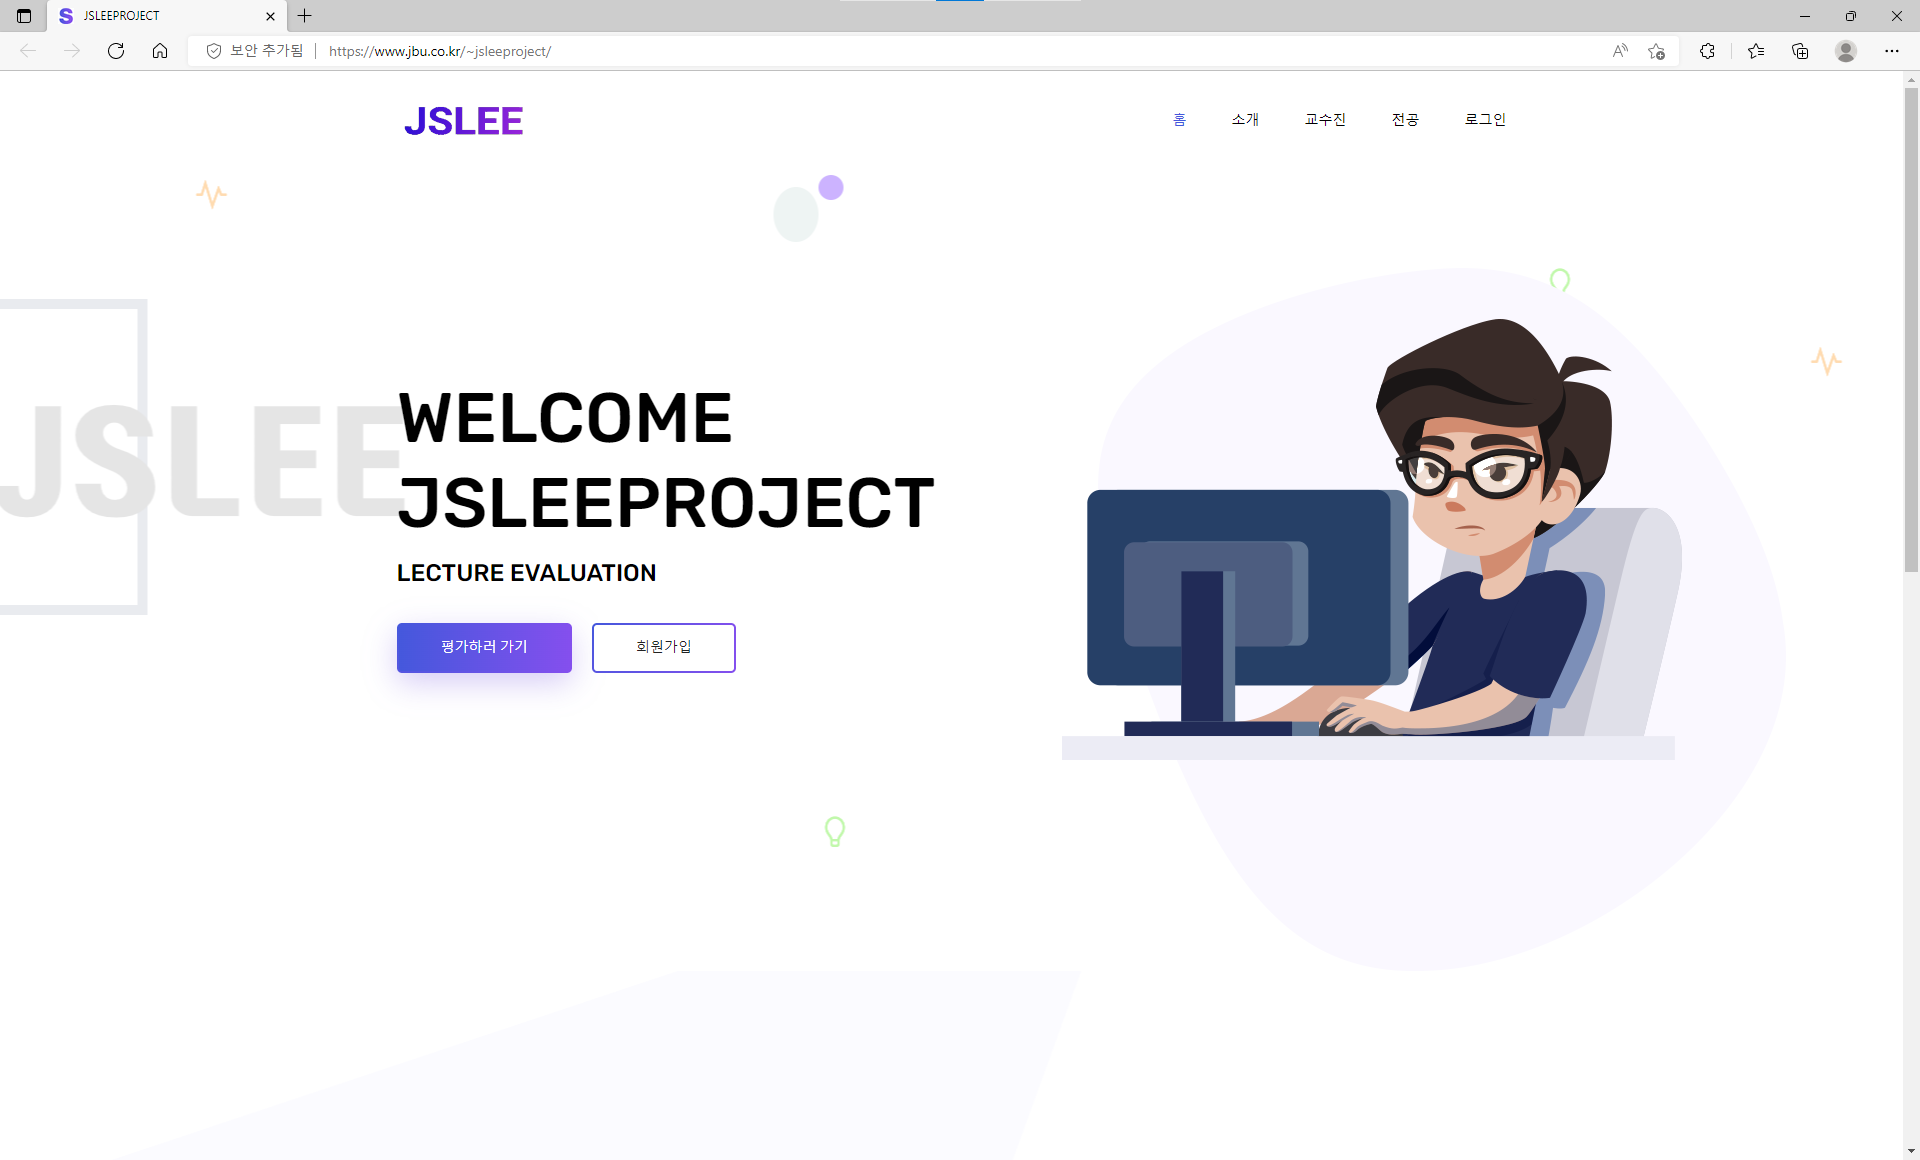 JSLEEPROJECT
보안 추가됨
https://www.jbu.co.kr/~jsleeproject/
JSLEE
홈 소개 교수진 전공 로그인
JSLEE
WELCOME
JSLEEPROJECT
LECTURE EVALUATION
평가하러 가기 회원가입